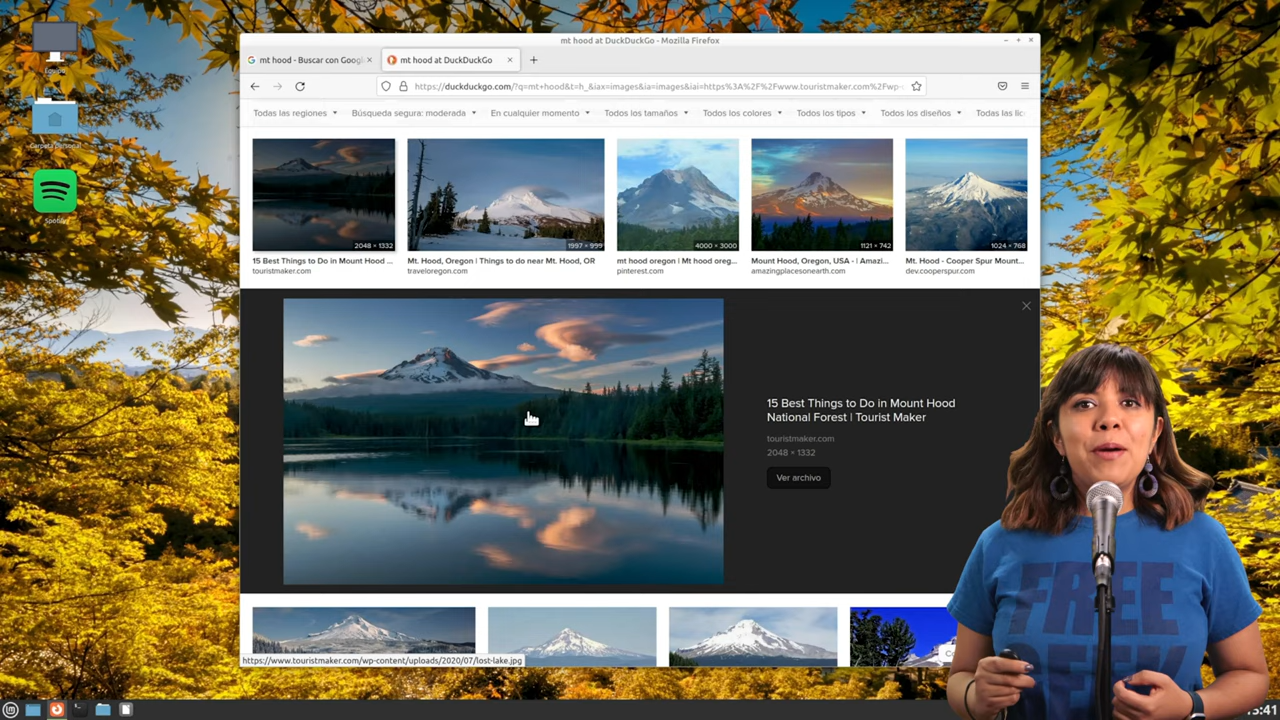 Equipo
Carpeta personal
Spotify
mt hood at DuckDuckGo - Mozilla Firefox
mt hood - Buscar con Googl
mt hood at DuckDuckGo
https://duckduckgo.com/?q=mt+hood&t=h_&iax=images&ia=images&iai=https%3A%2F%2Fwww.touristmaker.com%2Fwp-c
Todas las regiones
Búsqueda segura: moderada
En cualquier momento
Todos los tamaños
Todos los colores
Todos los tipos
Todos los diseños
Todas las lic
2048 × 1332
1997 × 999
4000 × 3000
1121 × 742
1024 × 768
15 Best Things to Do in Mount Hood ...
touristmaker.com
Mt. Hood, Oregon | Things to do near Mt. Hood, OR
traveloregon.com
mt hood oregon | Mt hood oreg...
pinterest.com
Mount Hood, Oregon, USA - | Amazi...
amazingplacesonearth.com
Mt. Hood - Cooper Spur Mount...
dev.cooperspur.com
15 Best Things to Do in Mount Hood
National Forest | Tourist Maker
touristmaker.com
2048 × 1332
Ver archivo
https://www.touristmaker.com/wp-content/uploads/2020/07/lost-lake.jpg
FREE